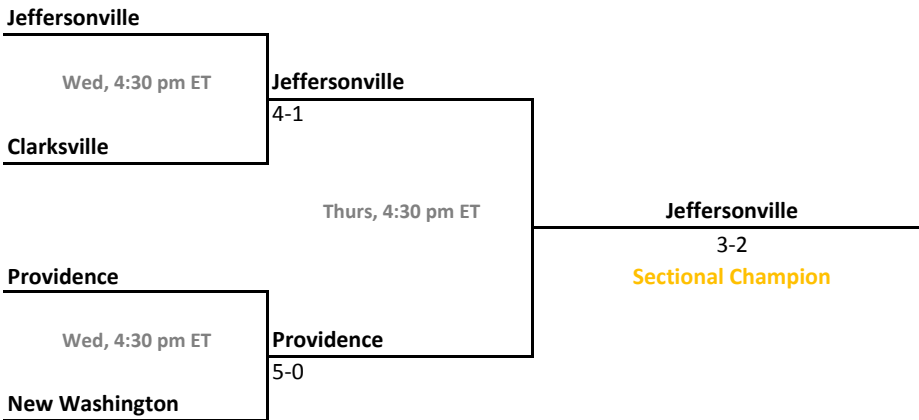 Jeffersonville
Wed, 4:30 pm ET
Jeffersonville
4-1
Clarksville
Thurs, 4:30 pm ET
Jeffersonville
3-2
Sectional Champion
Providence
Wed, 4:30 pm ET
Providence
5-0
New Washington